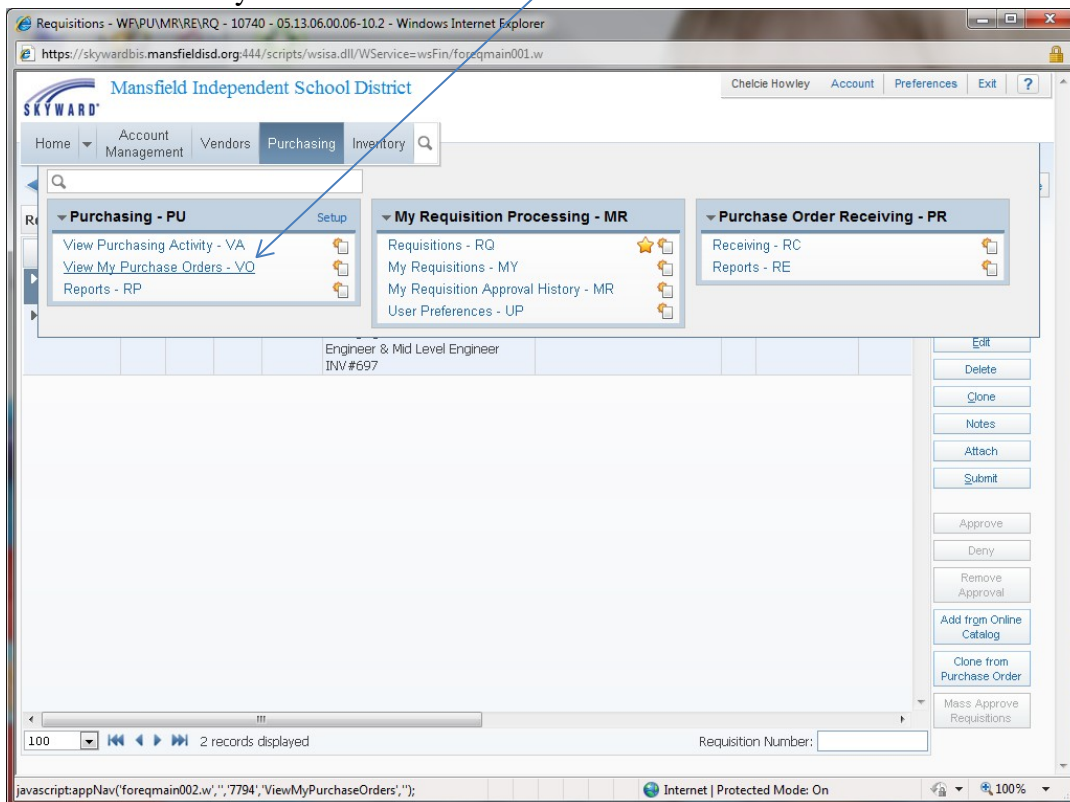 Requisitions - WF\PU\MR\RE\RQ - 10740 - 05.13.06.00.06-10.2 - Windows Internet Explorer
https://skywardbis.mansfieldisd.org:444/scripts/wsisa.dll/WService=wsFin/foreqmain001.w
SKYWARD®
Mansfield Independent School District
Chelcie Howley Account Preferences Exit ?
Home Account Management Vendors Purchasing Inventory
Purchasing - PU Setup
View Purchasing Activity - VA
View My Purchase Orders - VO
Reports - RP
My Requisition Processing - MR
Requisitions - RQ
My Requisitions - MY
My Requisition Approval History - MR
User Preferences - UP
Purchase Order Receiving - PR
Receiving - RC
Reports - RE
Engineer & Mid Level Engineer
INV#697
Edit
Delete
Clone
Notes
Attach
Submit
Approve
Deny
Remove
Approval
Add from Online
Catalog
Clone from
Purchase Order
Mass Approve
Requisitions
100 2 records displayed Requisition Number:
javascript:appNav('foreqmain002.w','','7794','ViewMyPurchaseOrders',''); Internet | Protected Mode: On 100%